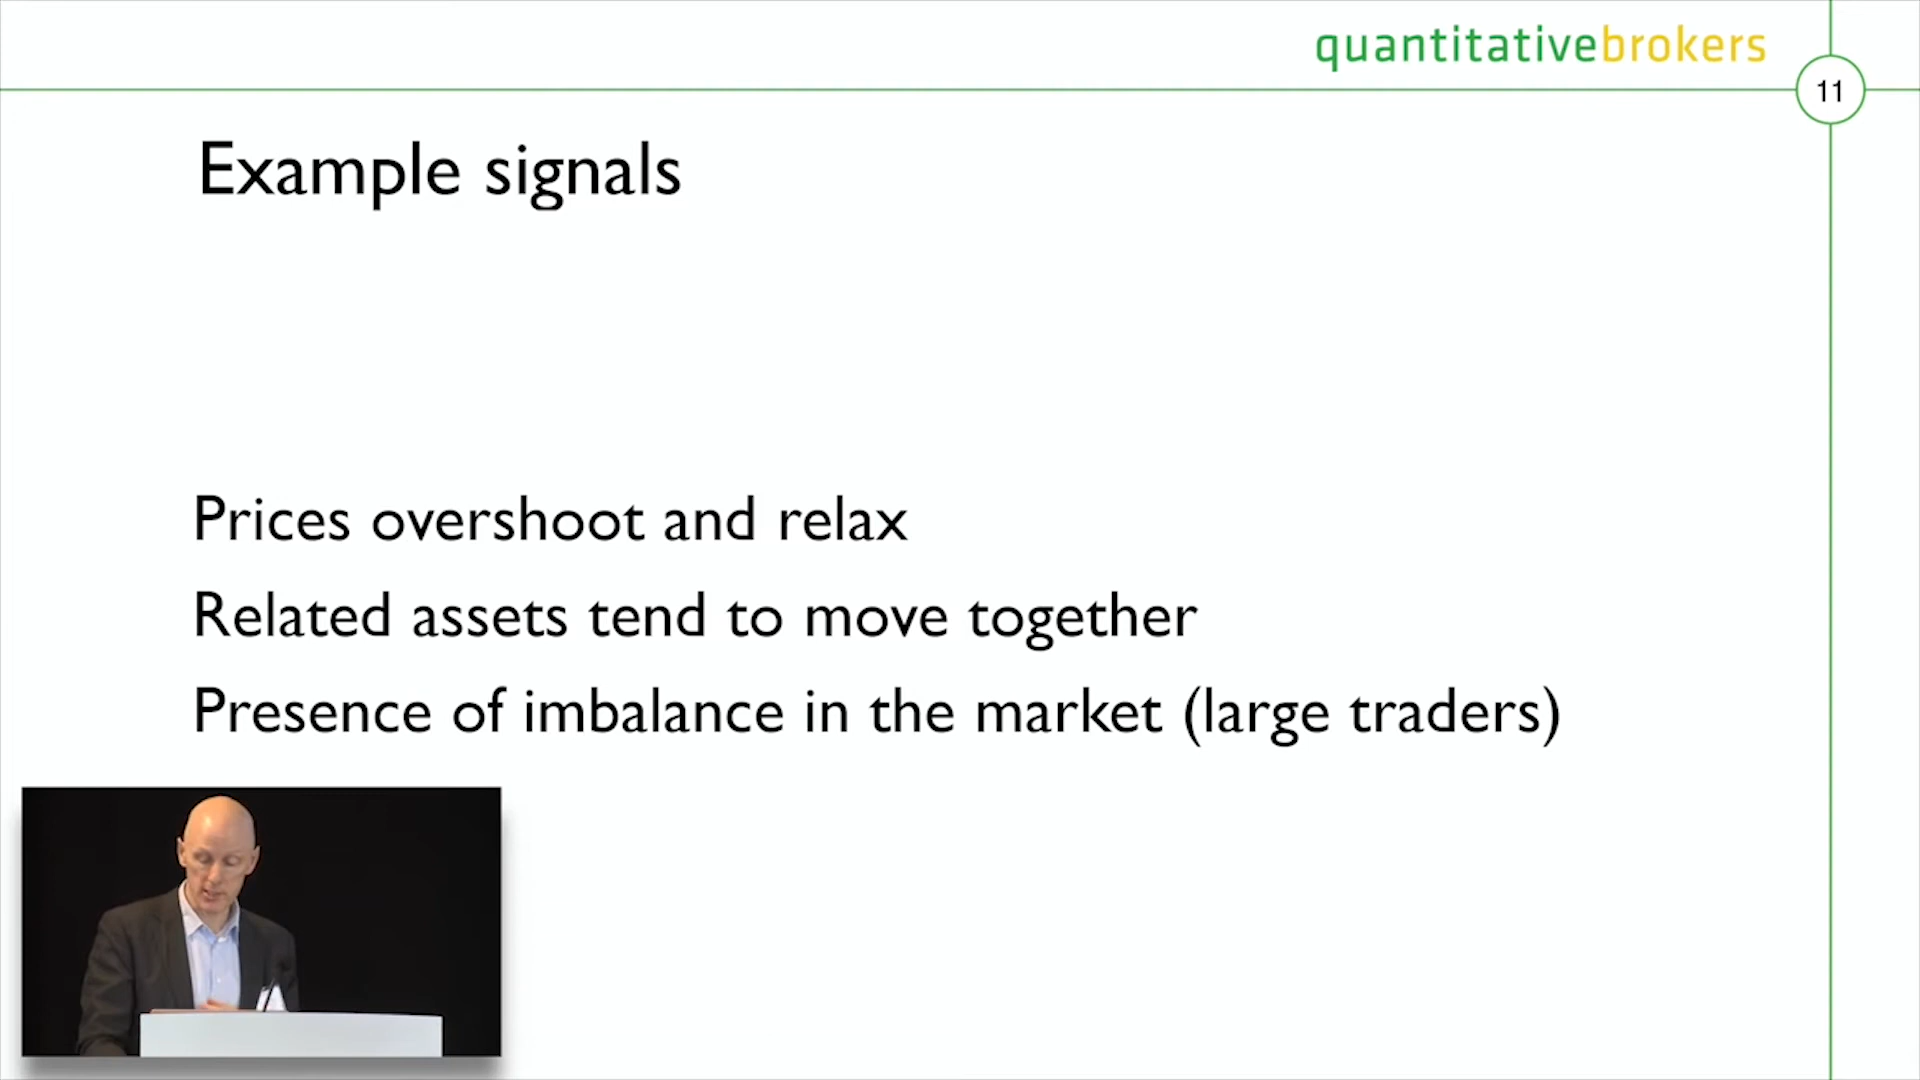 quantitativebrokers
11
Example signals
Prices overshoot and relax
Related assets tend to move together
Presence of imbalance in the market (large traders)